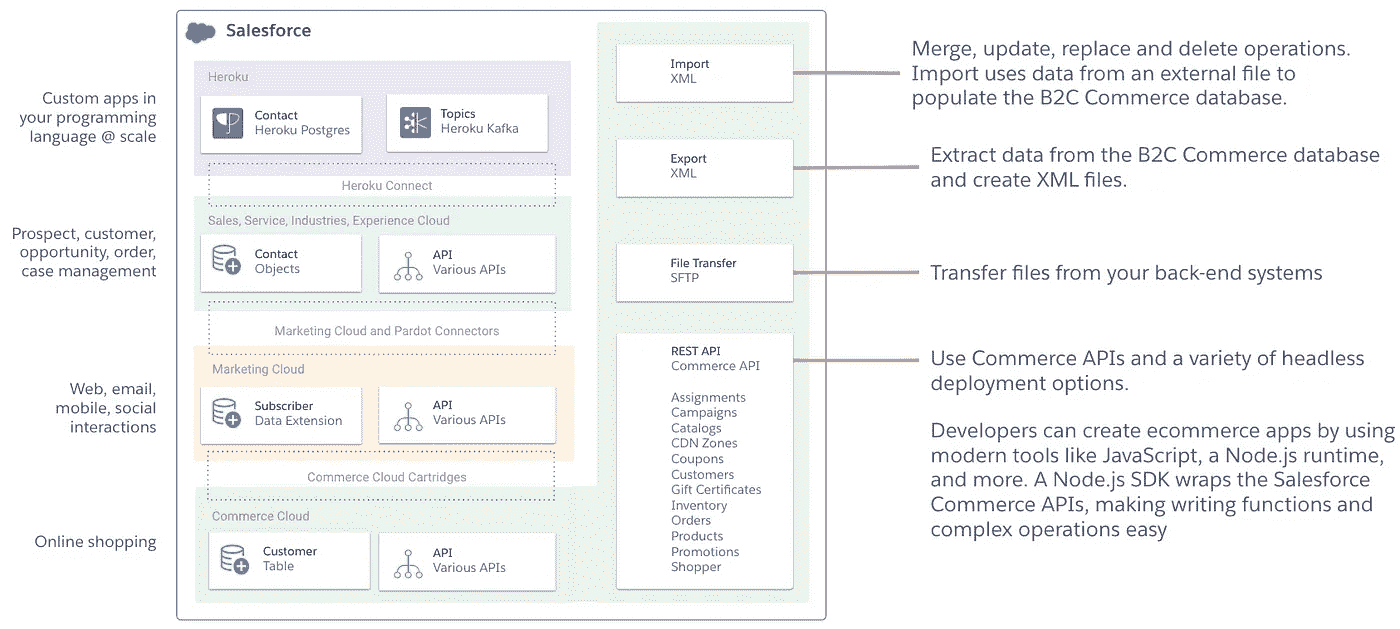 Salesforce
Custom apps in
your programming
language @ scale
Heroku
Contact
Heroku Postgres
Topics
Heroku Kafka
Heroku Connect
Prospect, customer,
opportunity, order,
case management
Sales, Service, Industries, Experience Cloud
Contact
Objects
API
Various APIs
Marketing Cloud and Pardot Connectors
Web, email,
mobile, social
interactions
Marketing Cloud
Subscriber
Data Extension
API
Various APIs
Commerce Cloud Cartridges
Online shopping
Commerce Cloud
Customer
Table
API
Various APIs
Import
XML
Merge, update, replace and delete operations.
Import uses data from an external file to
populate the B2C Commerce database.
Export
XML
Extract data from the B2C Commerce database
and create XML files.
File Transfer
SFTP
Transfer files from your back-end systems
REST API
Commerce API
Assignments
Campaigns
Catalogs
CDN Zones
Coupons
Customers
Gift Certificates
Inventory
Orders
Products
Promotions
Shopper
Use Commerce APIs and a variety of headless
deployment options.
Developers can create ecommerce apps by using
modern tools like JavaScript, a Node.js runtime,
and more. A Node.js SDK wraps the Salesforce
Commerce APIs, making writing functions and
complex operations easy